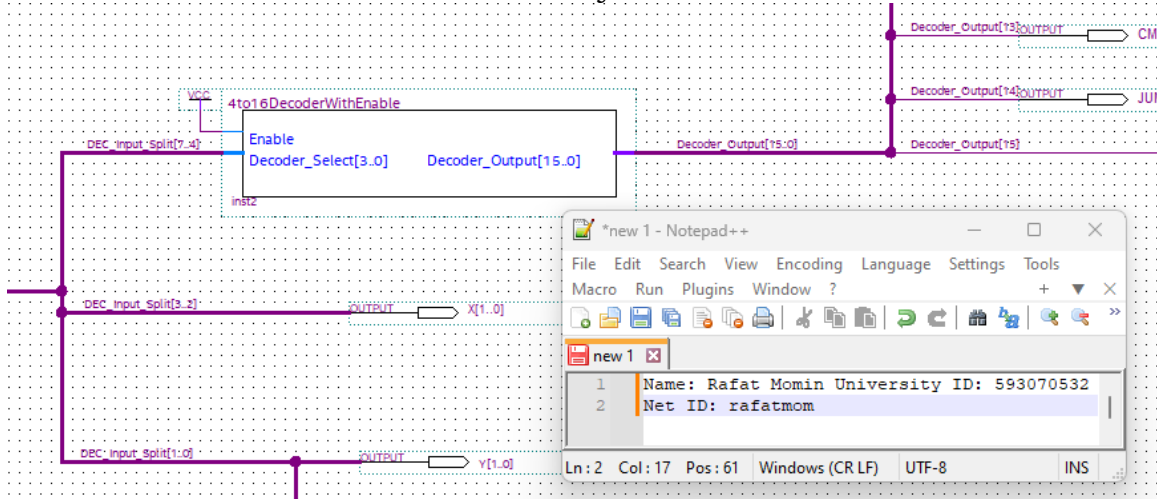 Decoder_Output[13]
OUTPUT
CM
VCC
4to16DecoderWithEnable
Decoder_Output[14]
OUTPUT
JUN
DEC_Input_Split[7..4]
Enable
Decoder_Select[3..0]
Decoder_Output[15..0]
Decoder_Output[15..0]
Decoder_Output[15]
inst2
*new 1 - Notepad++
File Edit Search View Encoding Language Settings Tools
Macro Run Plugins Window ?
DEC_Input_Split[3..2]
OUTPUT
X[1..0]
new 1
1 Name: Rafat Momin University ID: 593070532
2 Net ID: rafatmom
DEC_Input_Split[1..0]
OUTPUT
Y[1..0]
Ln : 2 Col : 17 Pos : 61 Windows (CR LF) UTF-8 INS